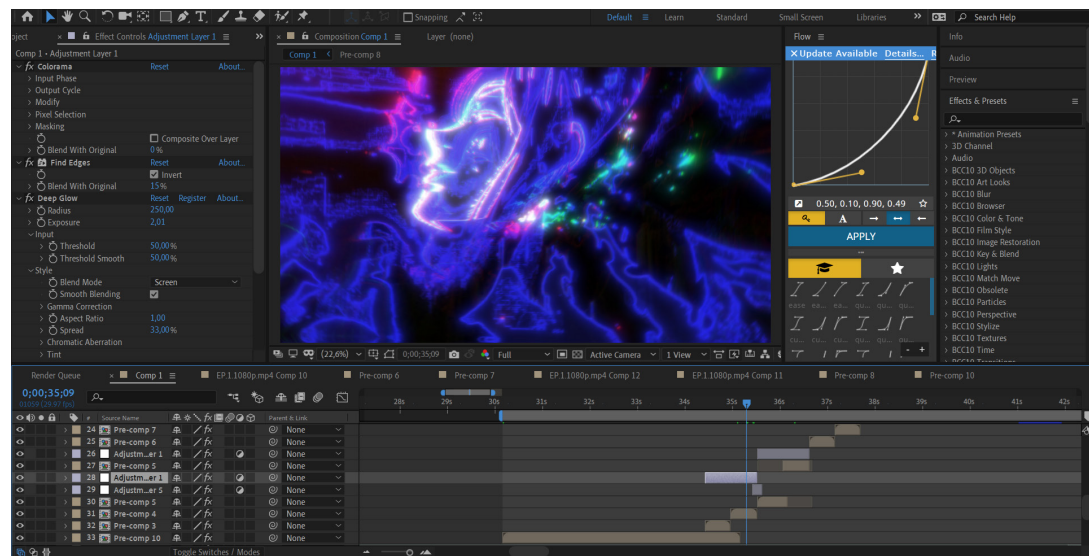 Snapping
Default
Learn
Standard
Small Screen
Libraries
Search Help
oject
Effect Controls Adjustment Layer 1
Comp 1 • Adjustment Layer 1
fx Colorama Reset About...
Input Phase
Output Cycle
Modify
Pixel Selection
Masking
Composite Over Layer
Blend With Original 0%
fx Find Edges Reset About...
Invert
Blend With Original 15%
fx Deep Glow Reset Register About...
Radius 250,00
Exposure 2,01
Input
Threshold 50,00%
Threshold Smooth 50,00%
Style
Blend Mode Screen
Smooth Blending
Gamma Correction
Aspect Ratio 1,00
Spread 33,00%
Chromatic Aberration
Tint
Composition Comp 1
Layer (none)
Comp 1 Pre-comp 8
(22,6%) 0;00;35;09 Full Active Camera 1 View
Flow
Update Available Details...
0.50, 0.10, 0.90, 0.49
A
APPLY
ease
Info
Audio
Preview
Effects & Presets
* Animation Presets
3D Channel
Audio
BCC10 3D Objects
BCC10 Art Looks
BCC10 Blur
BCC10 Browser
BCC10 Color & Tone
BCC10 Film Style
BCC10 Image Restoration
BCC10 Key & Blend
BCC10 Lights
BCC10 Match Move
BCC10 Obsolete
BCC10 Particles
BCC10 Perspective
BCC10 Stylize
BCC10 Textures
BCC10 Time
Render Queue
Comp 1
EP.1.1080p.mp4 Comp 10
Pre-comp 6
Pre-comp 7
EP.1.1080p.mp4 Comp 12
EP.1.1080p.mp4 Comp 11
Pre-comp 8
Pre-comp 10
0;00;35;09
01059 (29.97 fps)
28s 29s 30s 31s 32s 33s 34s 35s 36s 37s 38s 39s 40s 41s 42s
# Source Name Parent & Link
24 Pre-comp 7 None
25 Pre-comp 6 None
26 Adjustm...er 1 None
27 Pre-comp 5 None
28 Adjustm...er 1 None
29 Adjustm...er 5 None
30 Pre-comp 5 None
31 Pre-comp 4 None
32 Pre-comp 3 None
33 Pre-comp 10 None
Toggle Switches / Modes